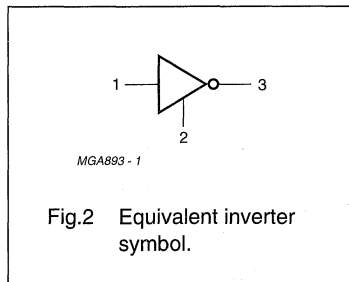 1
3
2
MGA893 - 1
Fig.2 Equivalent inverter
symbol.